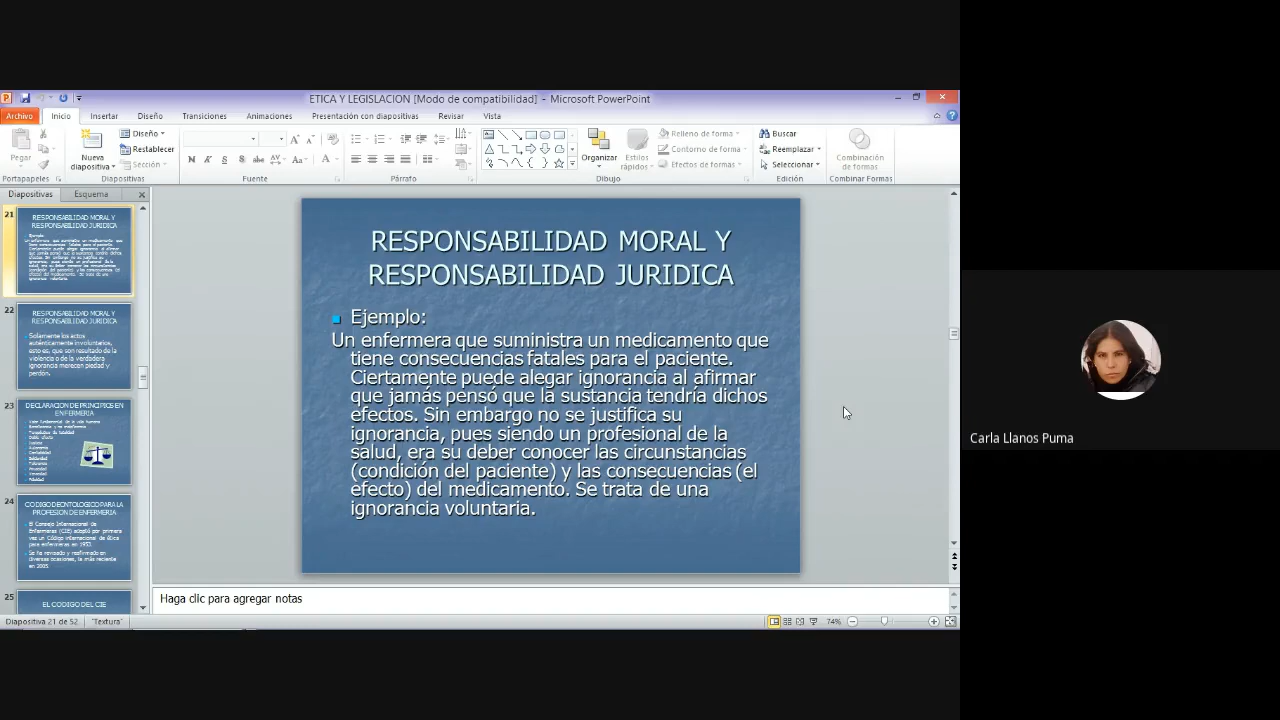 ETICA Y LEGISLACION [Modo de compatibilidad] - Microsoft PowerPoint
Archivo Inicio Insertar Diseño Transiciones Animaciones Presentación con diapositivas Revisar Vista
Pegar
Nueva diapositiva
Diseño
Restablecer
Sección
Organizar
Estilos rápidos
Relleno de forma
Contorno de forma
Efectos de formas
Buscar
Reemplazar
Seleccionar
Combinación de formas
Portapapeles Diapositivas Fuente Párrafo Dibujo Edición Combinar Formas
Diapositivas Esquema
21
RESPONSABILIDAD MORAL Y
RESPONSABILIDAD JURIDICA
22
RESPONSABILIDAD MORAL Y
RESPONSABILIDAD JURIDICA
Solamente los actos
auténticamente involuntarios,
esto es, que son resultado de la
violencia o de la verdadera
ignorancia merecen piedad y
perdón.
23
DECLARACION DE PRINCIPIOS EN
ENFERMERIA
24
CODIGO DEONTOLOGICO PARA LA
PROFESION DE ENFERMERIA
El Consejo Internacional de
Enfermeras (CIE) adoptó por primera
vez un Código internacional de ética
para enfermeras en 1953.
Se ha revisado y reafirmado en
diversas ocasiones, la más reciente
en 2005.
25
EL CODIGO DEL CIE
RESPONSABILIDAD MORAL Y
RESPONSABILIDAD JURIDICA
Ejemplo:
Un enfermera que suministra un medicamento que
tiene consecuencias fatales para el paciente.
Ciertamente puede alegar ignorancia al afirmar
que jamás pensó que la sustancia tendría dichos
efectos. Sin embargo no se justifica su
ignorancia, pues siendo un profesional de la
salud, era su deber conocer las circunstancias
(condición del paciente) y las consecuencias (el
efecto) del medicamento. Se trata de una
ignorancia voluntaria.
Haga clic para agregar notas
Diapositiva 21 de 52 "Textura" 74%
Carla Llanos Puma